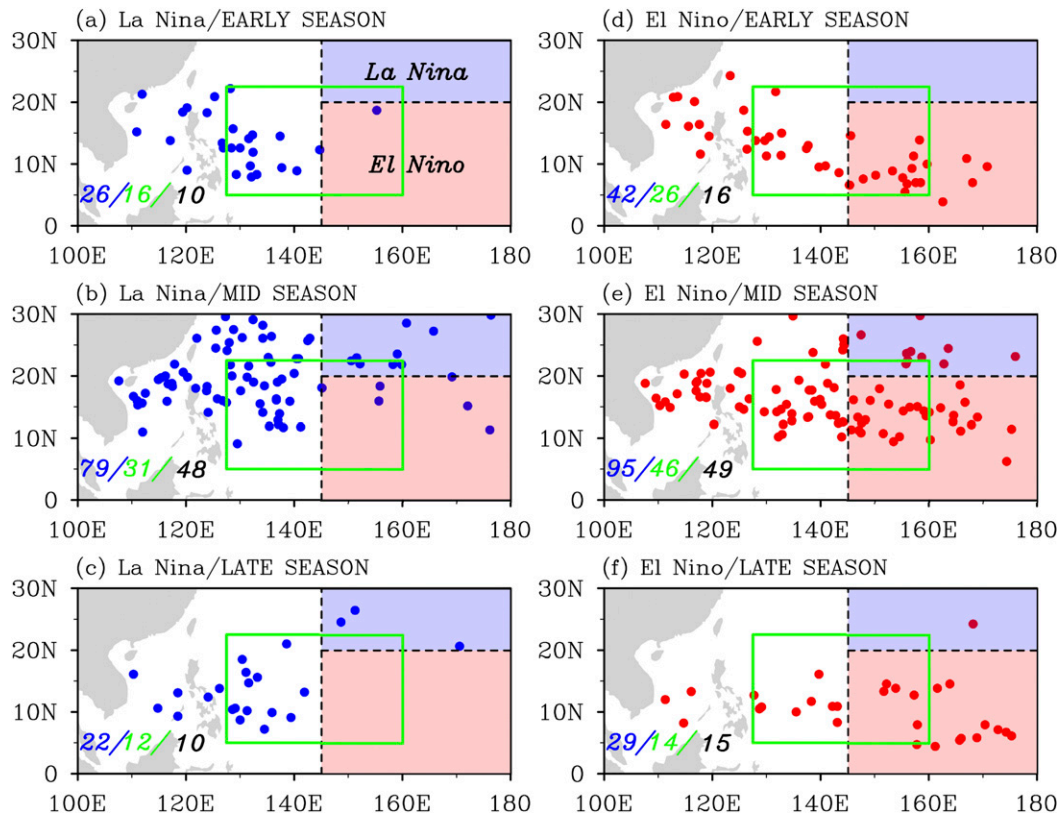 (a) La Nina/EARLY SEASON
30N
20N
10N
0
La Nina
El Nino
26/16/10
100E 120E 140E 160E 180
(d) El Nino/EARLY SEASON
30N
20N
10N
0
42/26/16
100E 120E 140E 160E 180
(b) La Nina/MID SEASON
30N
20N
10N
0
79/31/48
100E 120E 140E 160E 180
(e) El Nino/MID SEASON
30N
20N
10N
0
95/46/49
100E 120E 140E 160E 180
(c) La Nina/LATE SEASON
30N
20N
10N
0
22/12/10
100E 120E 140E 160E 180
(f) El Nino/LATE SEASON
30N
20N
10N
0
29/14/15
100E 120E 140E 160E 180